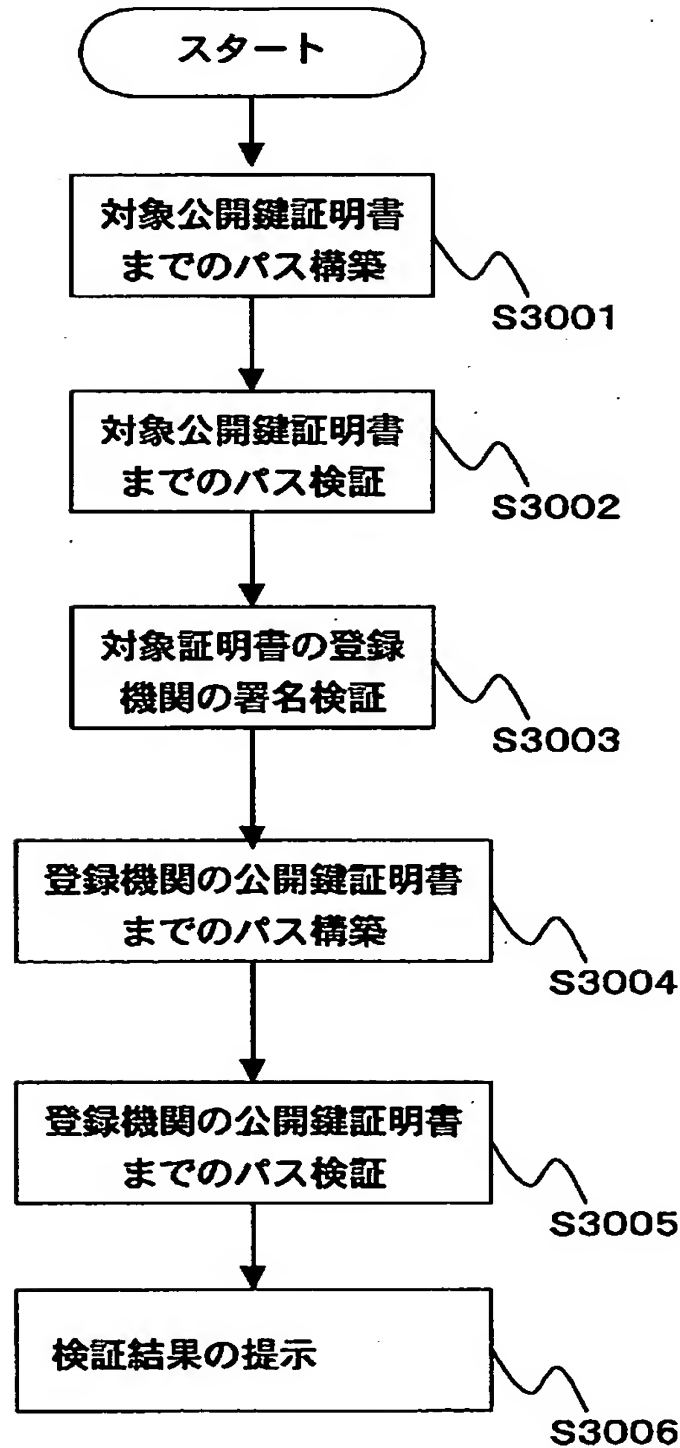 スタート
対象公開鍵証明書
までのパス構築
S3001
対象公開鍵証明書
までのパス検証
S3002
対象証明書の登録
機関の署名検証
S3003
登録機関の公開鍵証明書
までのパス構築
S3004
登録機関の公開鍵証明書
までのパス検証
S3005
検証結果の提示
S3006